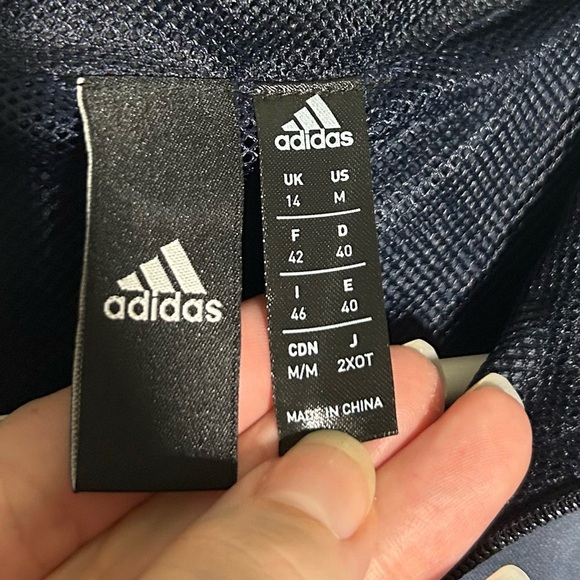 adidas
adidas
UK US
14 M
F D
42 40
I E
46 40
CDN J
M/M 2XOT
MADE IN CHINA